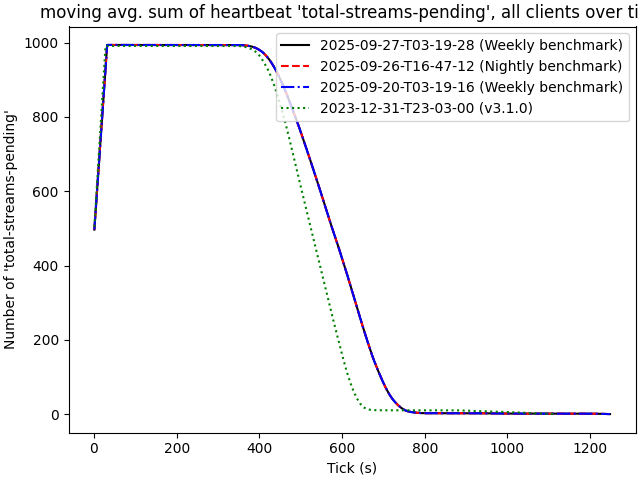 moving avg. sum of heartbeat 'total-streams-pending', all clients over ti
2025-09-27-T03-19-28 (Weekly benchmark)
2025-09-26-T16-47-12 (Nightly benchmark)
2025-09-20-T03-19-16 (Weekly benchmark)
2023-12-31-T23-03-00 (v3.1.0)
Number of 'total-streams-pending'
1000
800
600
400
200
0
0 200 400 600 800 1000 1200
Tick (s)